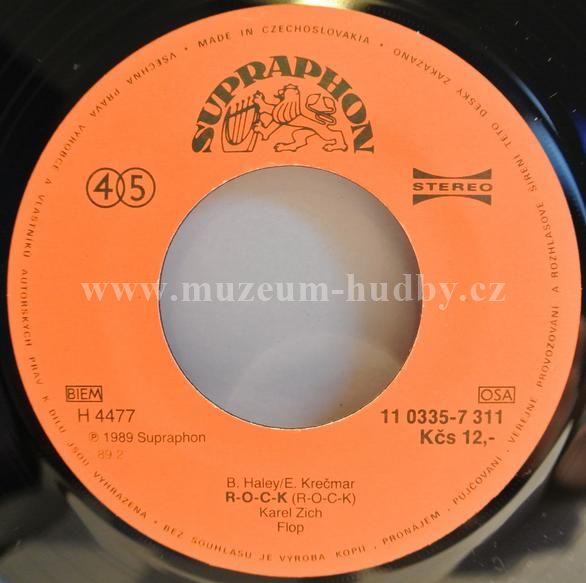 VŠECHNA PRÁVA VÝROBCE A VLASTNÍKŮ AUTORSKÝCH PRÁV K DÍLU JSOU VYHRAZENA • BEZ SOUHLASU JE VÝROBA KOPIÍ • PRONÁJEM • PŮJČOVÁNÍ • VEŘEJNÉ PROVOZOVÁNÍ A ROZHLASOVÉ ŠÍŘENÍ TÉTO DESKY ZAKÁZÁNO
MADE IN CZECHOSLOVAKIA
SUPRAPHON
45
STEREO
www.muzeum-hudby.cz
BIEM
OSA
H 4477
11 0335-7 311
℗ 1989 Supraphon
Kčs 12,-
89.2
B. Haley/E. Krečmar
R-O-C-K (R-O-C-K)
Karel Zich
Flop